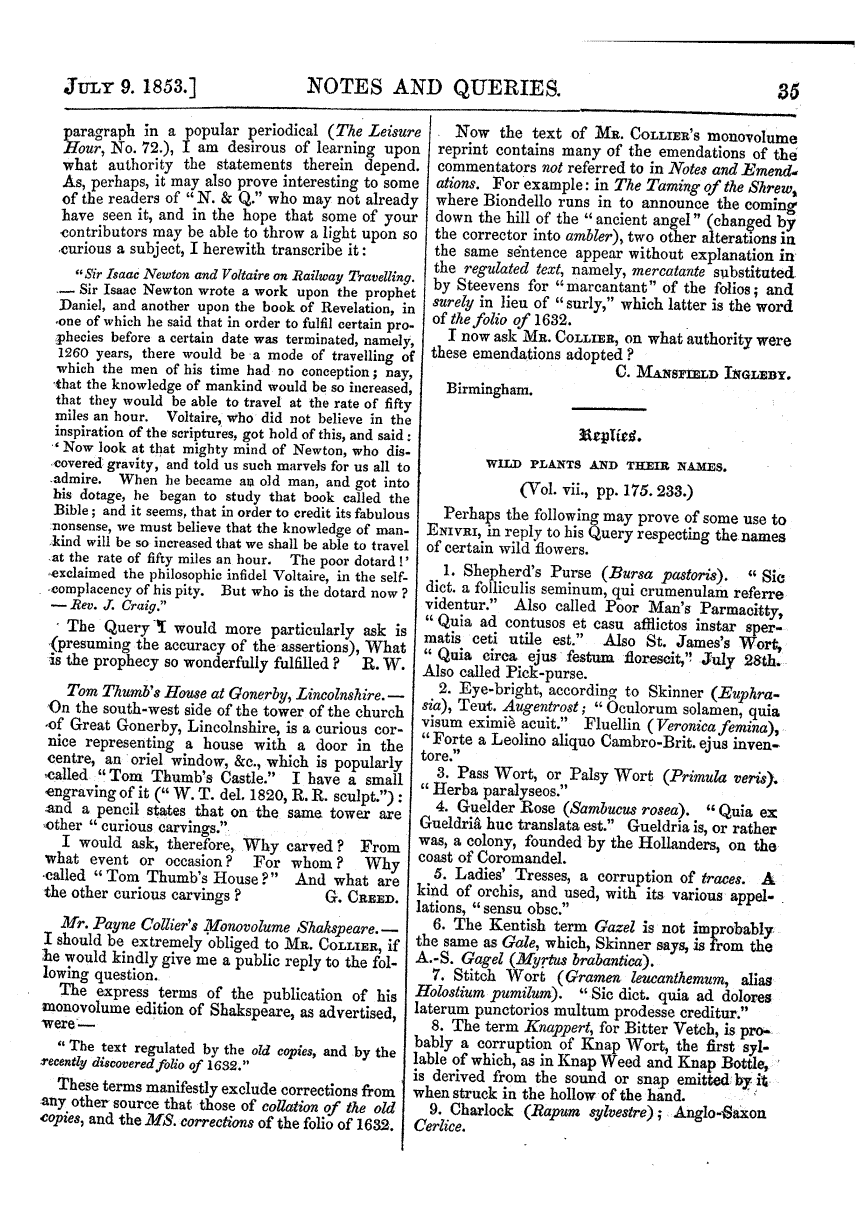 JULY 9. 1853.] NOTES AND QUERIES. 35
paragraph in a popular periodical (The Leisure
Hour, No. 72.), I am desirous of learning upon
what authority the statements therein depend.
As, perhaps, it may also prove interesting to some
of the readers of "N. & Q." who may not already
have seen it, and in the hope that some of your
contributors may be able to throw a light upon so
curious a subject, I herewith transcribe it:
"Sir Isaac Newton and Voltaire on Railway Travelling.
— Sir Isaac Newton wrote a work upon the prophet
Daniel, and another upon the book of Revelation, in
one of which he said that in order to fulfil certain pro-
phecies before a certain date was terminated, namely,
1260 years, there would be a mode of travelling of
which the men of his time had no conception; nay,
that the knowledge of mankind would be so increased,
that they would be able to travel at the rate of fifty
miles an hour. Voltaire, who did not believe in the
inspiration of the scriptures, got hold of this, and said:
'Now look at that mighty mind of Newton, who dis-
covered gravity, and told us such marvels for us all to
admire. When he became an old man, and got into
his dotage, he began to study that book called the
Bible; and it seems, that in order to credit its fabulous
nonsense, we must believe that the knowledge of man-
kind will be so increased that we shall be able to travel
at the rate of fifty miles an hour. The poor dotard!'
exclaimed the philosophic infidel Voltaire, in the self-
complacency of his pity. But who is the dotard now?
— Rev. J. Craig."
The Query I would more particularly ask is
(presuming the accuracy of the assertions), What
is the prophecy so wonderfully fulfilled? R. W.
Tom Thumb's House at Gonerby, Lincolnshire.—
On the south-west side of the tower of the church
of Great Gonerby, Lincolnshire, is a curious cor-
nice representing a house with a door in the
centre, an oriel window, &c., which is popularly
called "Tom Thumb's Castle." I have a small
engraving of it ("W. T. del. 1820, R. R. sculpt."):
and a pencil states that on the same tower are
other "curious carvings."
I would ask, therefore, Why carved? From
what event or occasion? For whom? Why
called "Tom Thumb's House?" And what are
the other curious carvings? G. CREED.
Mr. Payne Collier's Monovolume Shakspeare.—
I should be extremely obliged to MR. COLLIER, if
he would kindly give me a public reply to the fol-
lowing question.
The express terms of the publication of his
monovolume edition of Shakspeare, as advertised,
were—
"The text regulated by the old copies, and by the
recently discovered folio of 1632."
These terms manifestly exclude corrections from
any other source that those of collation of the old
copies, and the MS. corrections of the folio of 1632.
Now the text of MR. COLLIER's monovolume
reprint contains many of the emendations of the
commentators not referred to in Notes and Emend-
ations. For example: in The Taming of the Shrew,
where Biondello runs in to announce the coming
down the hill of the "ancient angel" (changed by
the corrector into ambler), two other alterations in
the same sentence appear without explanation in
the regulated text, namely, mercatante substituted
by Steevens for "marcantant" of the folios; and
surely in lieu of "surly," which latter is the word
of the folio of 1632.
I now ask MR. COLLIER, on what authority were
these emendations adopted?
C. MANSFIELD INGLEBY.
Birmingham.
Replies.
WILD PLANTS AND THEIR NAMES.
(Vol. vii., pp. 175. 233.)
Perhaps the following may prove of some use to
ENIVRI, in reply to his Query respecting the names
of certain wild flowers.
1. Shepherd's Purse (Bursa pastoris). "Sic
dict. a folliculis seminum, qui crumenulam referre
videntur." Also called Poor Man's Parmacitty,
"Quia ad contusos et casu afflictos instar sper-
matis ceti utile est." Also St. James's Wort,
"Quia circa ejus festum florescit," July 28th.
Also called Pick-purse.
2. Eye-bright, according to Skinner (Euphra-
sia), Teut. Augentrost; "Oculorum solamen, quia
visum eximiè acuit." Fluellin (Veronica femina),
"Forte a Leolino aliquo Cambro-Brit. ejus inven-
tore."
3. Pass Wort, or Palsy Wort (Primula veris).
"Herba paralyseos."
4. Guelder Rose (Sambucus rosea). "Quia ex
Gueldriâ huc translata est." Gueldria is, or rather
was, a colony, founded by the Hollanders, on the
coast of Coromandel.
5. Ladies' Tresses, a corruption of traces. A
kind of orchis, and used, with its various appel-
lations, "sensu obsc."
6. The Kentish term Gazel is not improbably
the same as Gale, which, Skinner says, is from the
A.-S. Gagel (Myrtus brabantica).
7. Stitch Wort (Gramen leucanthemum, alias
Holostium pumilum). "Sic dict. quia ad dolores
laterum punctorios multum prodesse creditur."
8. The term Knappert, for Bitter Vetch, is pro-
bably a corruption of Knap Wort, the first syl-
lable of which, as in Knap Weed and Knap Bottle,
is derived from the sound or snap emitted by it
when struck in the hollow of the hand.
9. Charlock (Rapum sylvestre); Anglo-Saxon
Cerlice.